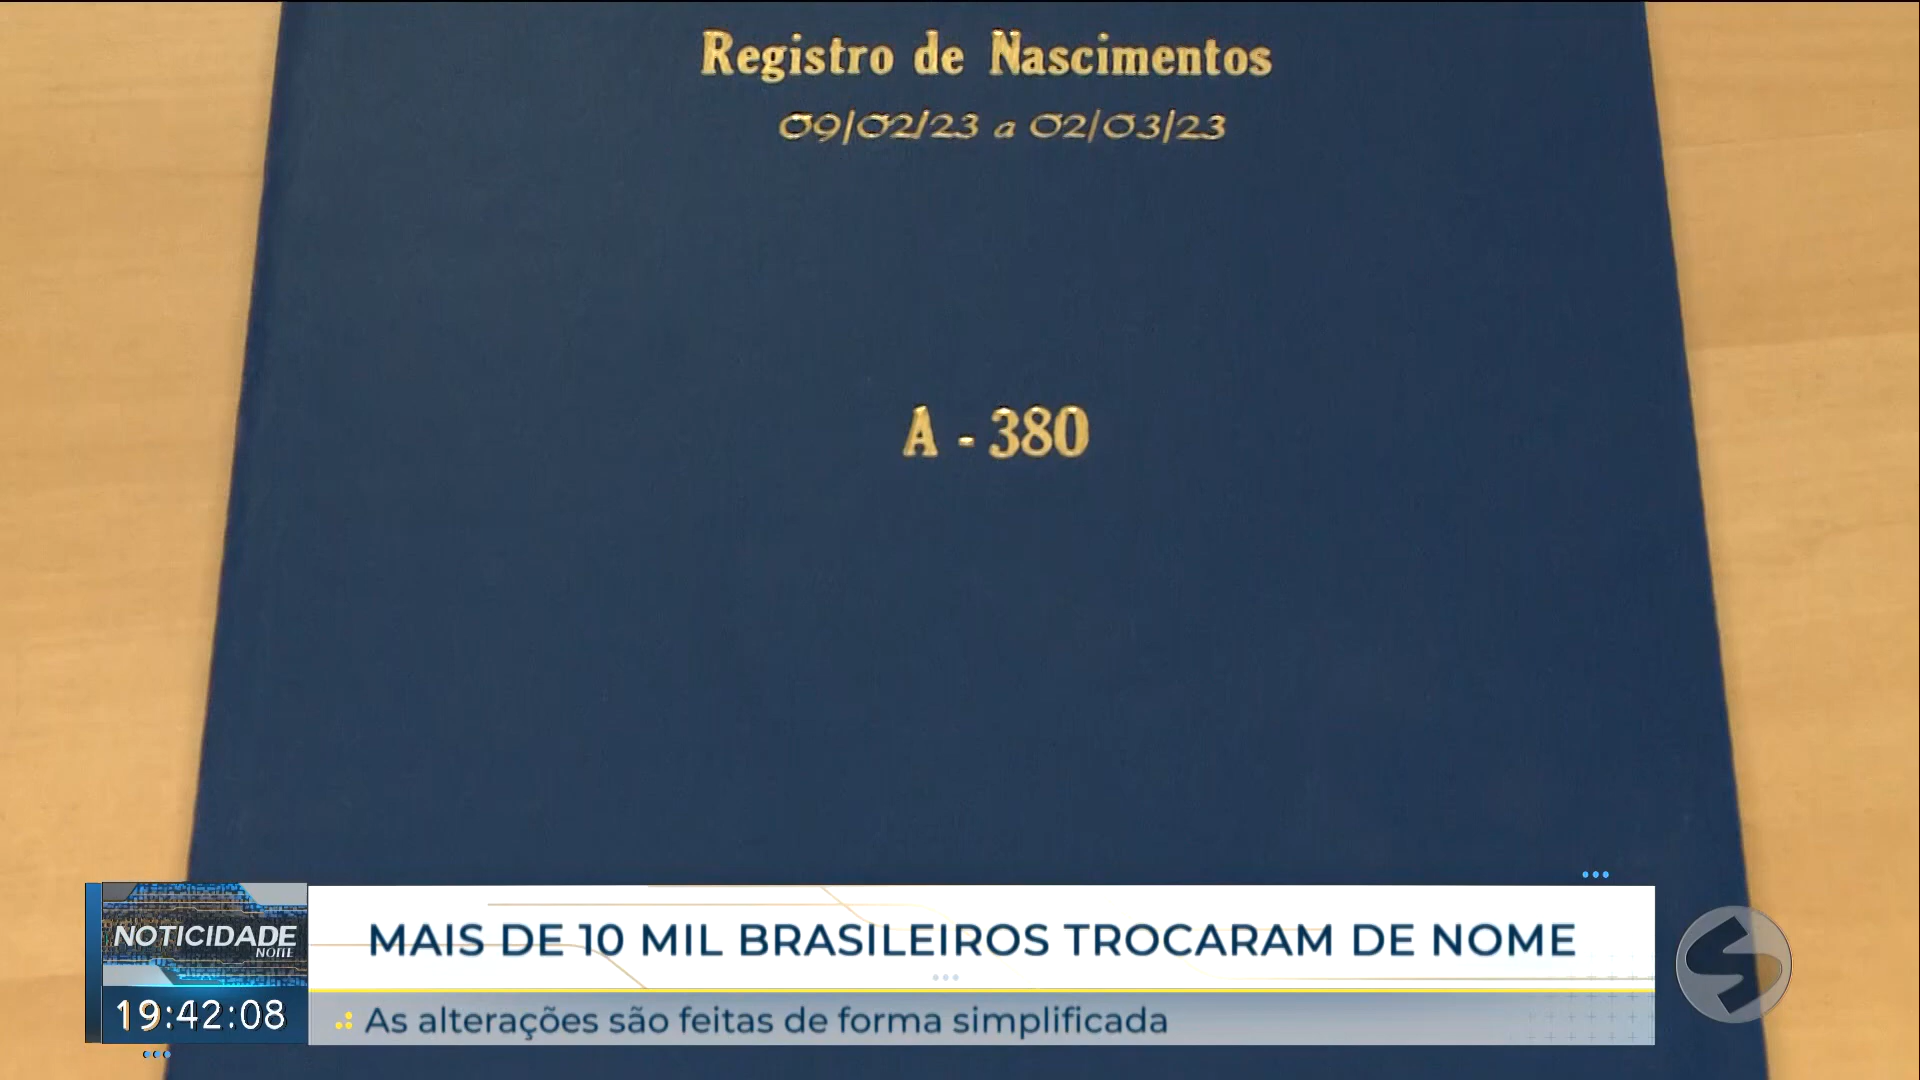 Registro de Nascimentos
09/02/23 a 02/03/23
A - 380
NOTICIDADE
NOITE
19:42:08
MAIS DE 10 MIL BRASILEIROS TROCARAM DE NOME
As alterações são feitas de forma simplificada